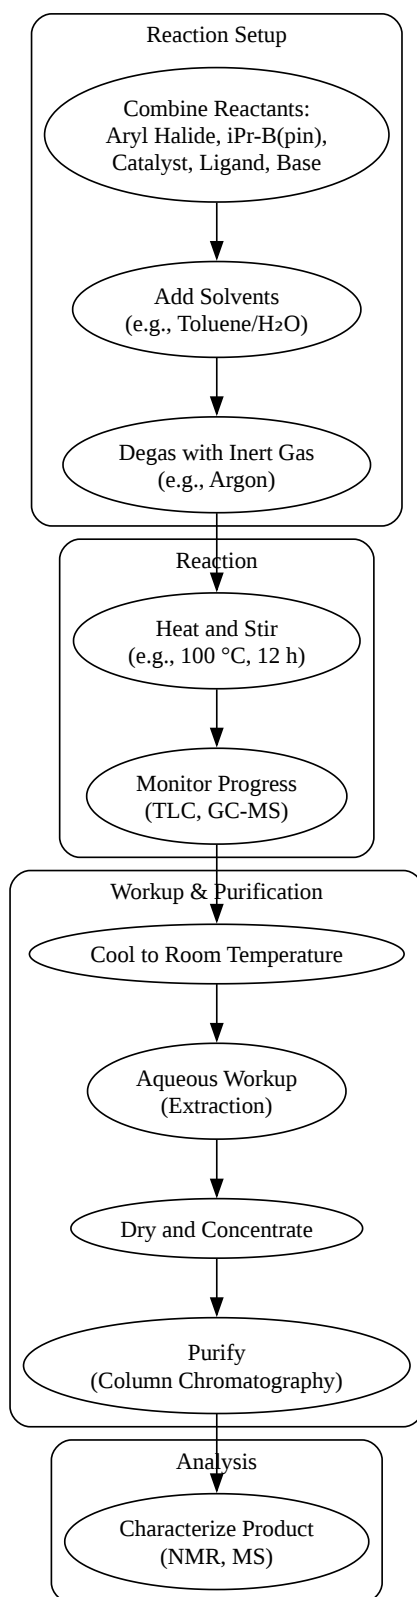 Reaction Setup
Combine Reactants:
Aryl Halide, iPr-B(pin),
Catalyst, Ligand, Base
Add Solvents
(e.g., Toluene/H₂O)
Degas with Inert Gas
(e.g., Argon)
Reaction
Heat and Stir
(e.g., 100 °C, 12 h)
Monitor Progress
(TLC, GC-MS)
Workup & Purification
Cool to Room Temperature
Aqueous Workup
(Extraction)
Dry and Concentrate
Purify
(Column Chromatography)
Analysis
Characterize Product
(NMR, MS)